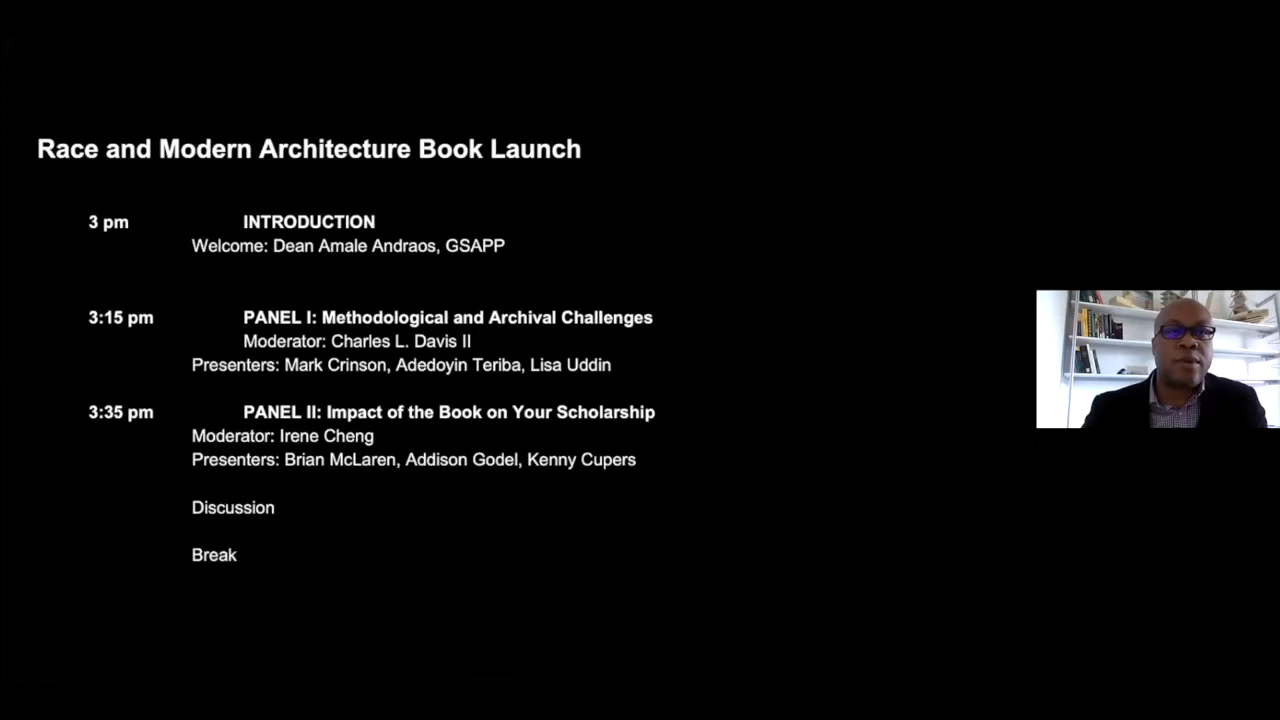 Race and Modern Architecture Book Launch
3 pm INTRODUCTION
Welcome: Dean Amale Andraos, GSAPP
3:15 pm PANEL I: Methodological and Archival Challenges
Moderator: Charles L. Davis II
Presenters: Mark Crinson, Adedoyin Teriba, Lisa Uddin
3:35 pm PANEL II: Impact of the Book on Your Scholarship
Moderator: Irene Cheng
Presenters: Brian McLaren, Addison Godel, Kenny Cupers
Discussion
Break